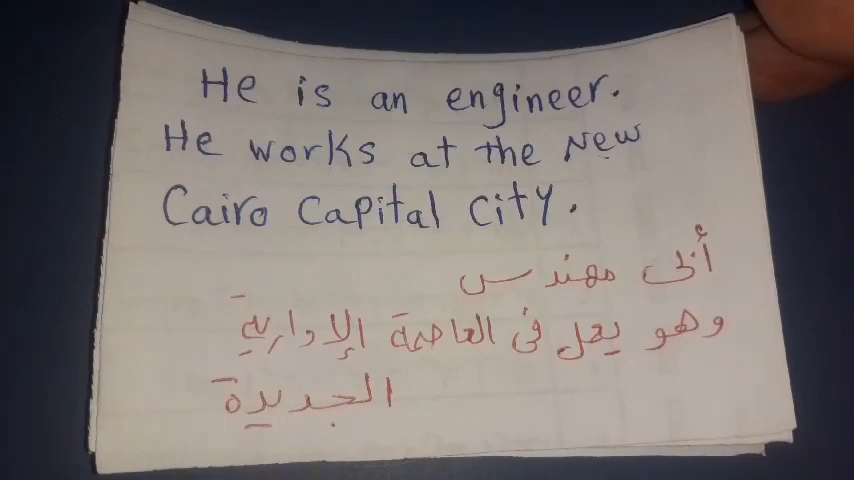 He is an engineer.
He works at the New
Cairo Capital City.
أبى مهندس
وهو يعمل فى العاصمة الإدارية
الجديدة